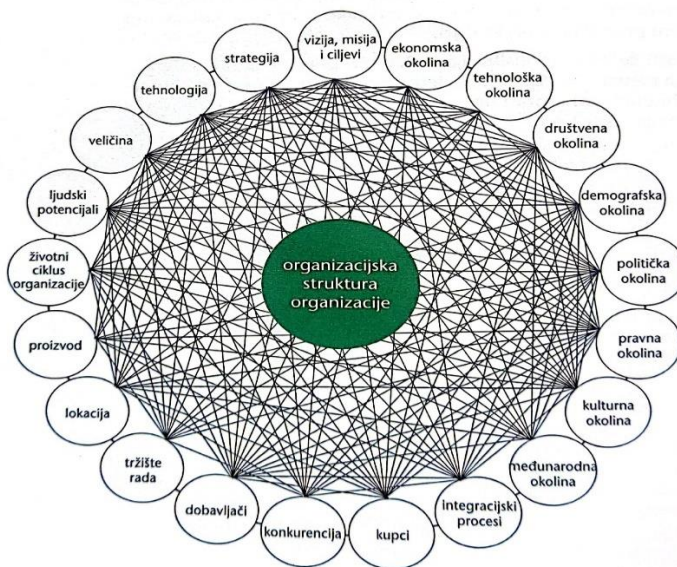 vizija, misija
i ciljevi
ekonomska
okolina
tehnološka
okolina
društvena
okolina
demografska
okolina
politička
okolina
pravna
okolina
kulturna
okolina
međunarodna
okolina
integracijski
procesi
kupci
konkurencija
dobavljači
tržište
rada
lokacija
proizvod
životni
ciklus
organizacije
ljudski
potencijali
veličina
tehnologija
strategija
organizacijska
struktura
organizacije